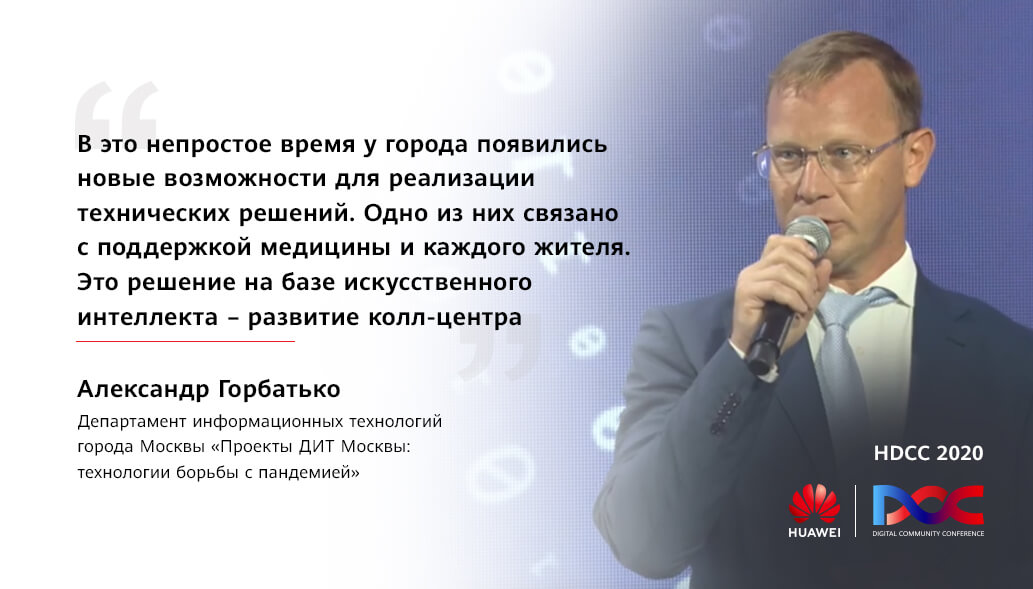 В это непростое время у города появились
новые возможности для реализации
технических решений. Одно из них связано
с поддержкой медицины и каждого жителя.
Это решение на базе искусственного
интеллекта – развитие колл-центра
Александр Горбатько
Департамент информационных технологий
города Москвы «Проекты ДИТ Москвы:
технологии борьбы с пандемией»
HDCC 2020
HUAWEI
DCC
DIGITAL COMMUNITY CONFERENCE